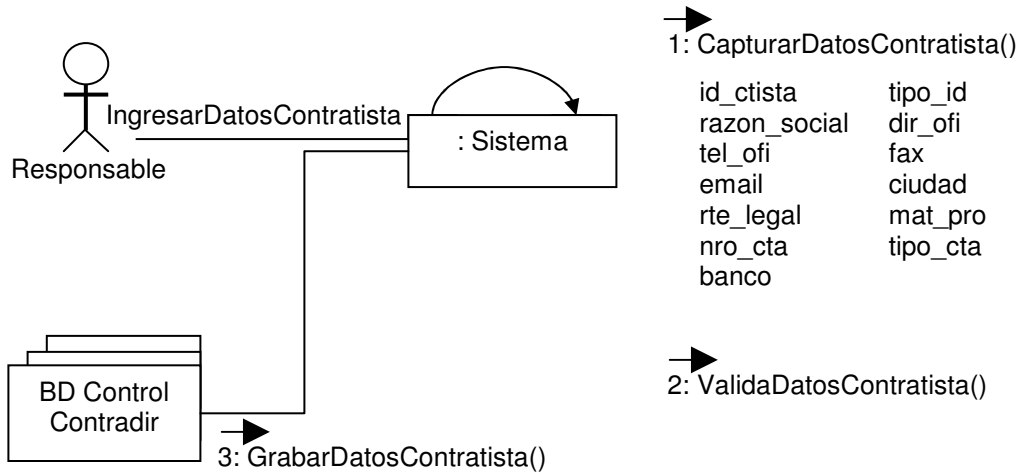 1: CapturarDatosContratista()
IngresarDatosContratista
: Sistema
Responsable
id_ctista tipo_id
razon_social dir_ofi
tel_ofi fax
email ciudad
rte_legal mat_pro
nro_cta tipo_cta
banco
2: ValidaDatosContratista()
BD Control
Contradir
3: GrabarDatosContratista()